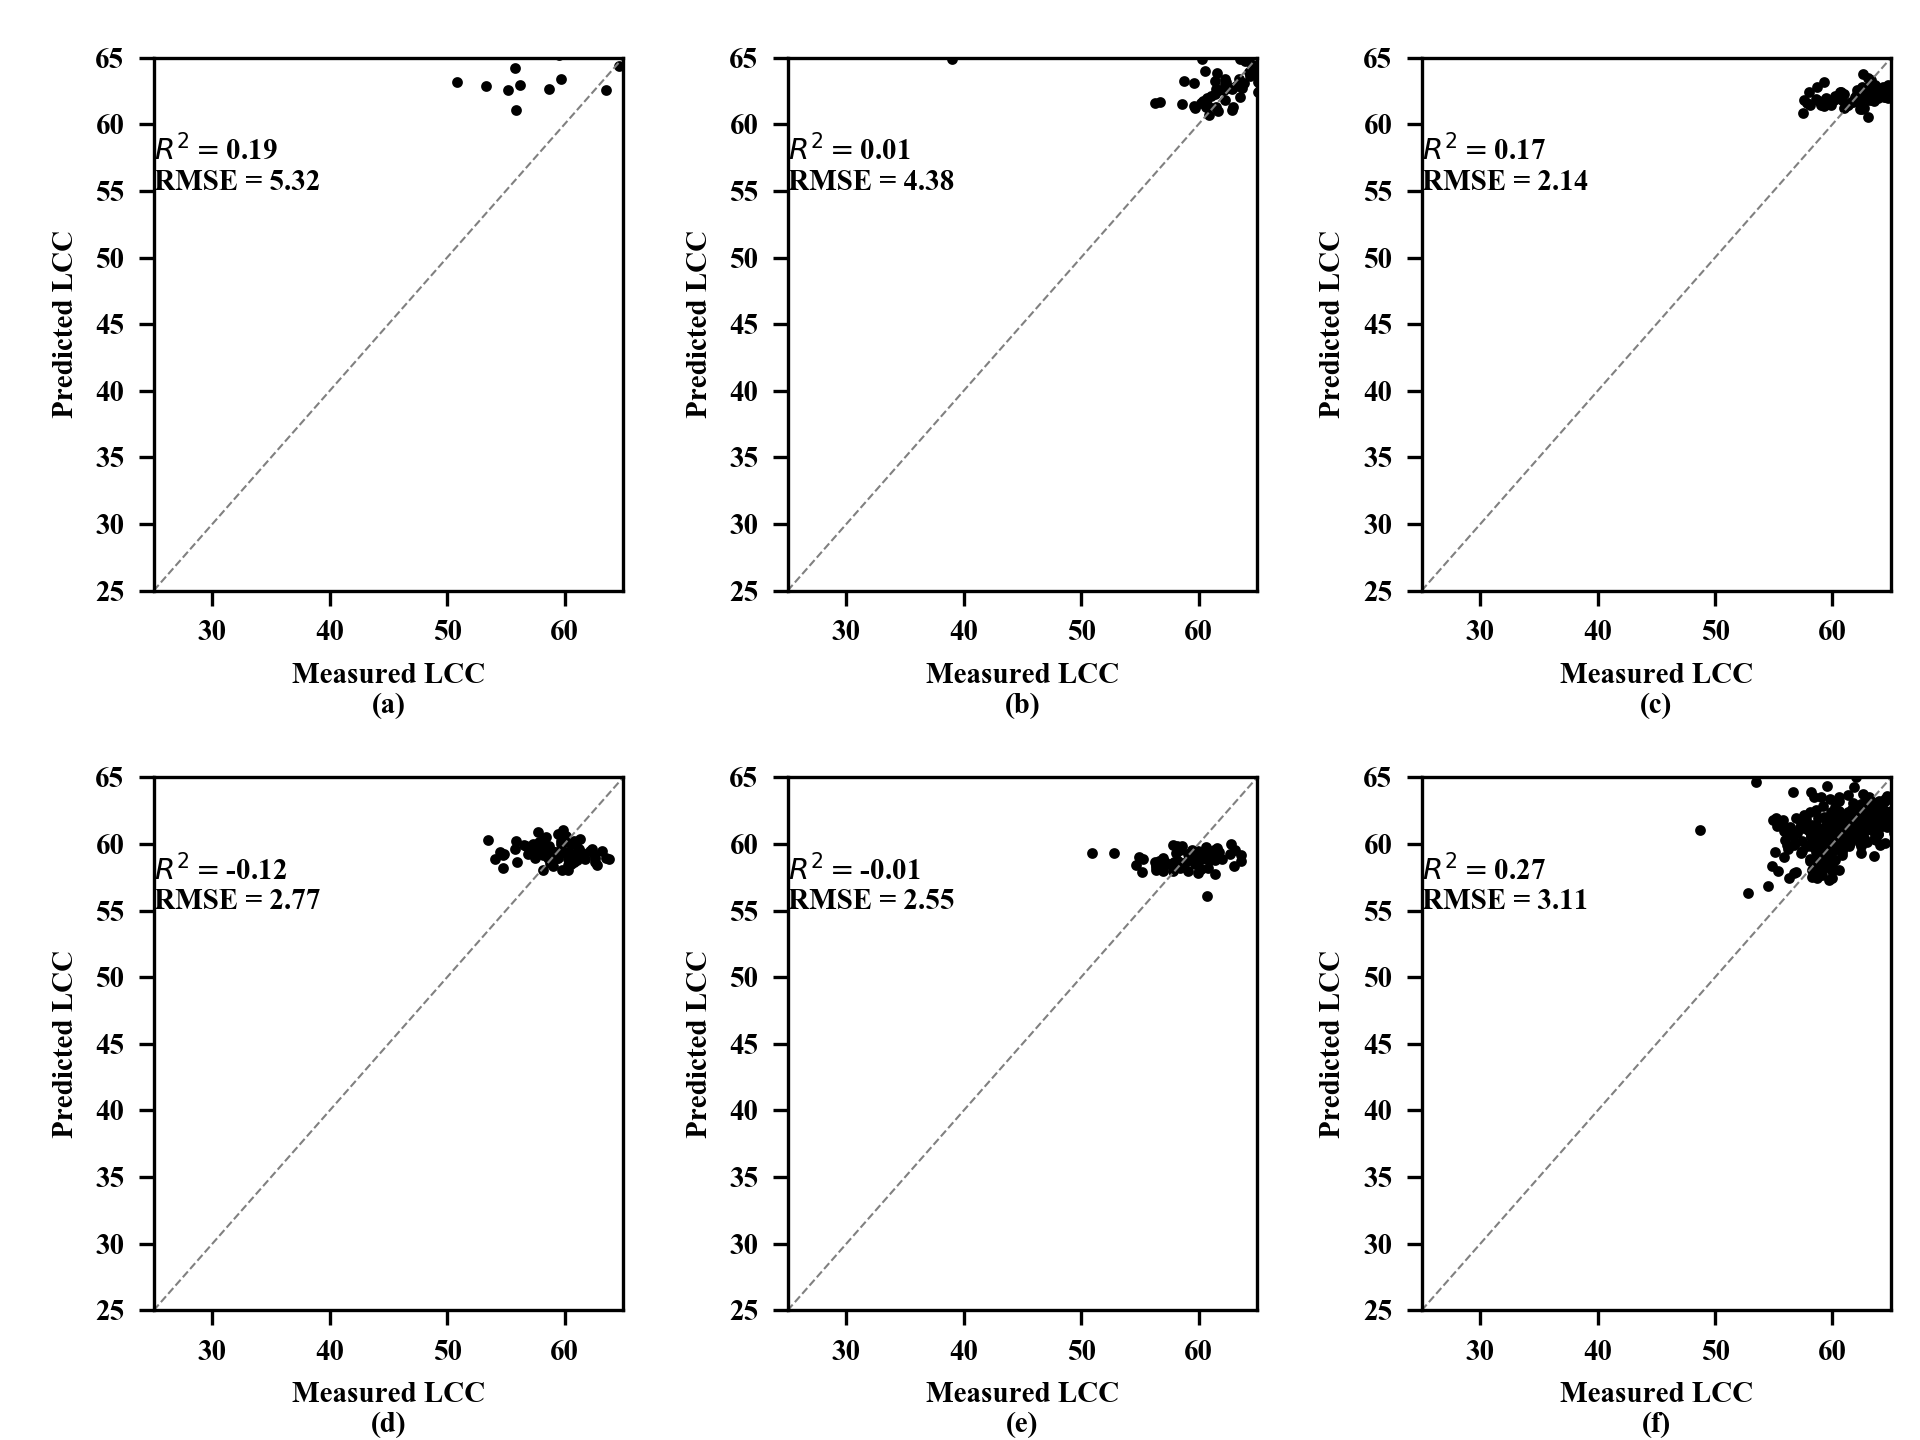 65
60
55
50
45
40
35
30
25
Predicted LCC
R² = 0.19
RMSE = 5.32
30 40 50 60
Measured LCC
(a)
65
60
55
50
45
40
35
30
25
Predicted LCC
R² = 0.01
RMSE = 4.38
30 40 50 60
Measured LCC
(b)
65
60
55
50
45
40
35
30
25
Predicted LCC
R² = 0.17
RMSE = 2.14
30 40 50 60
Measured LCC
(c)
65
60
55
50
45
40
35
30
25
Predicted LCC
R² = -0.12
RMSE = 2.77
30 40 50 60
Measured LCC
(d)
65
60
55
50
45
40
35
30
25
Predicted LCC
R² = -0.01
RMSE = 2.55
30 40 50 60
Measured LCC
(e)
65
60
55
50
45
40
35
30
25
Predicted LCC
R² = 0.27
RMSE = 3.11
30 40 50 60
Measured LCC
(f)